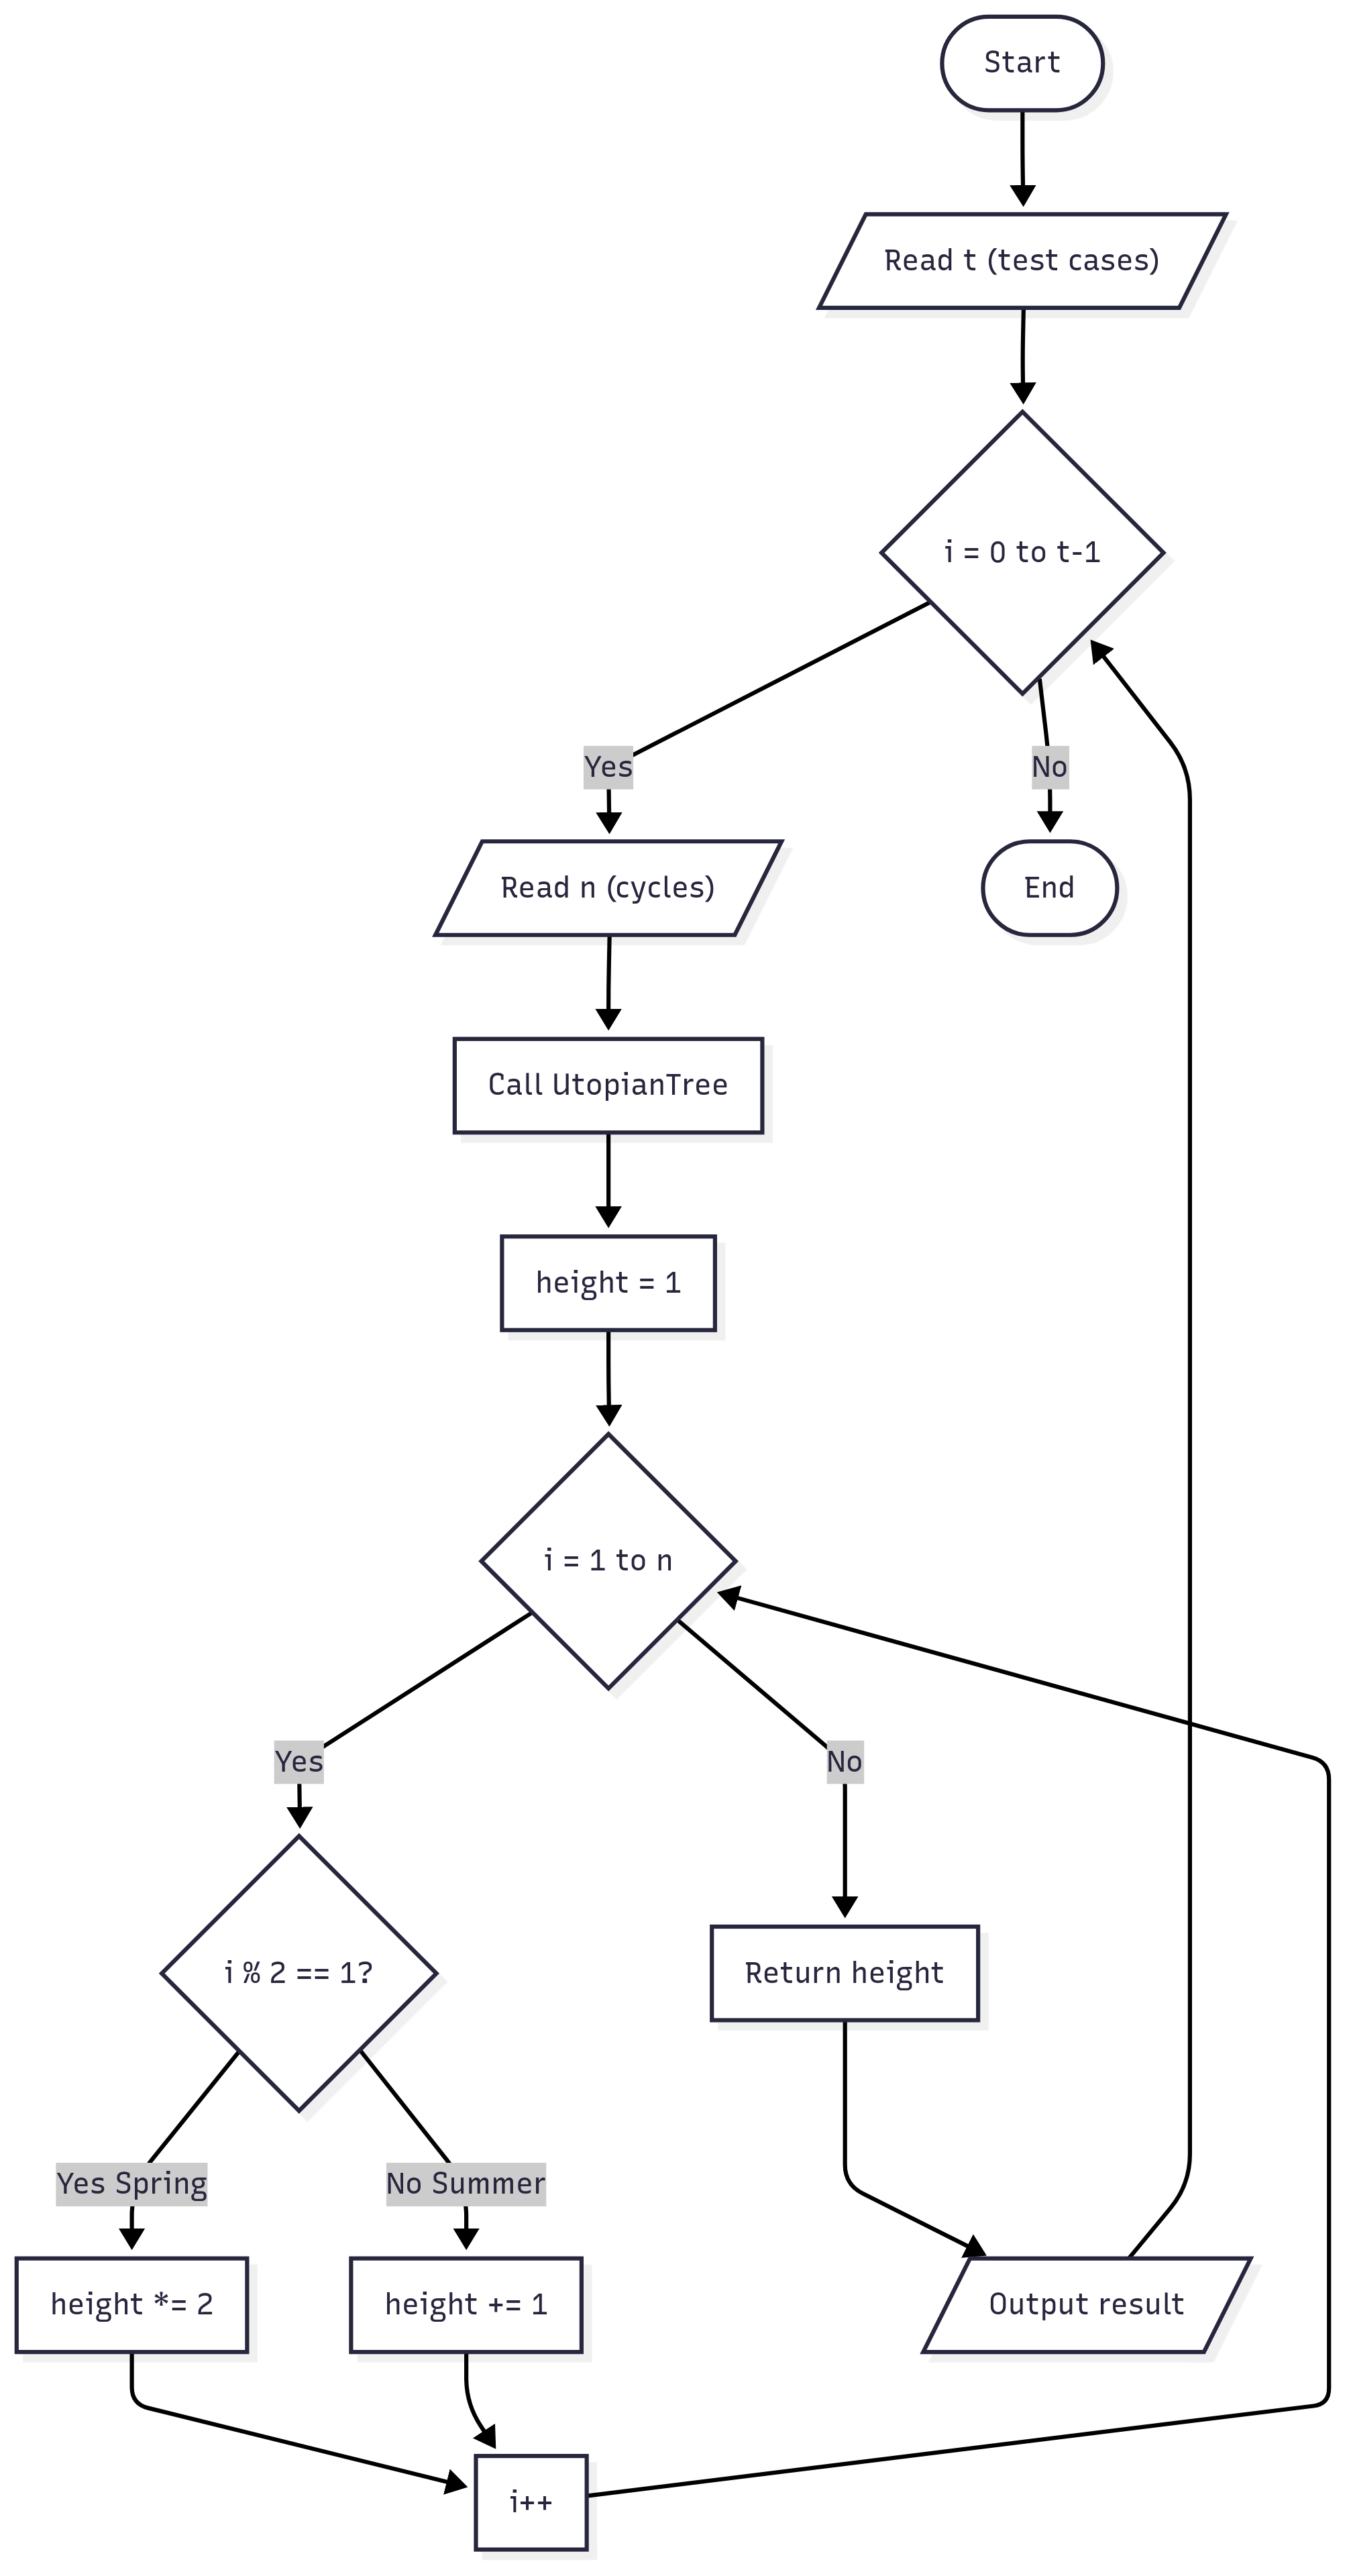 Start
Read t (test cases)
i = 0 to t-1
Yes
No
Read n (cycles)
End
Call UtopianTree
height = 1
i = 1 to n
Yes
No
i % 2 == 1?
Return height
Yes Spring
No Summer
height *= 2
height += 1
Output result
i++